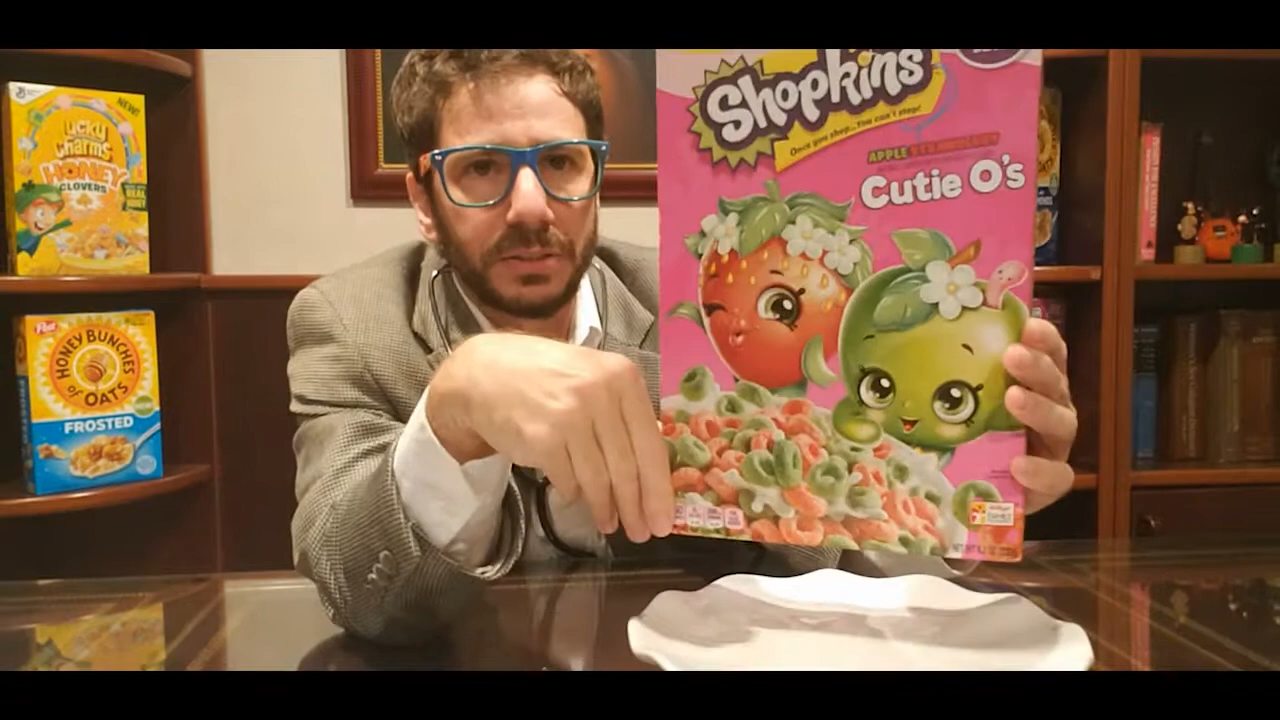 NEW!
LUCKY
Charms
HONEY
CLOVERS
Post
HONEY BUNCHES
of OATS
FROSTED
Shopkins
Once you shop...You can't stop!
APPLE STRAWBERRY
Cutie O's